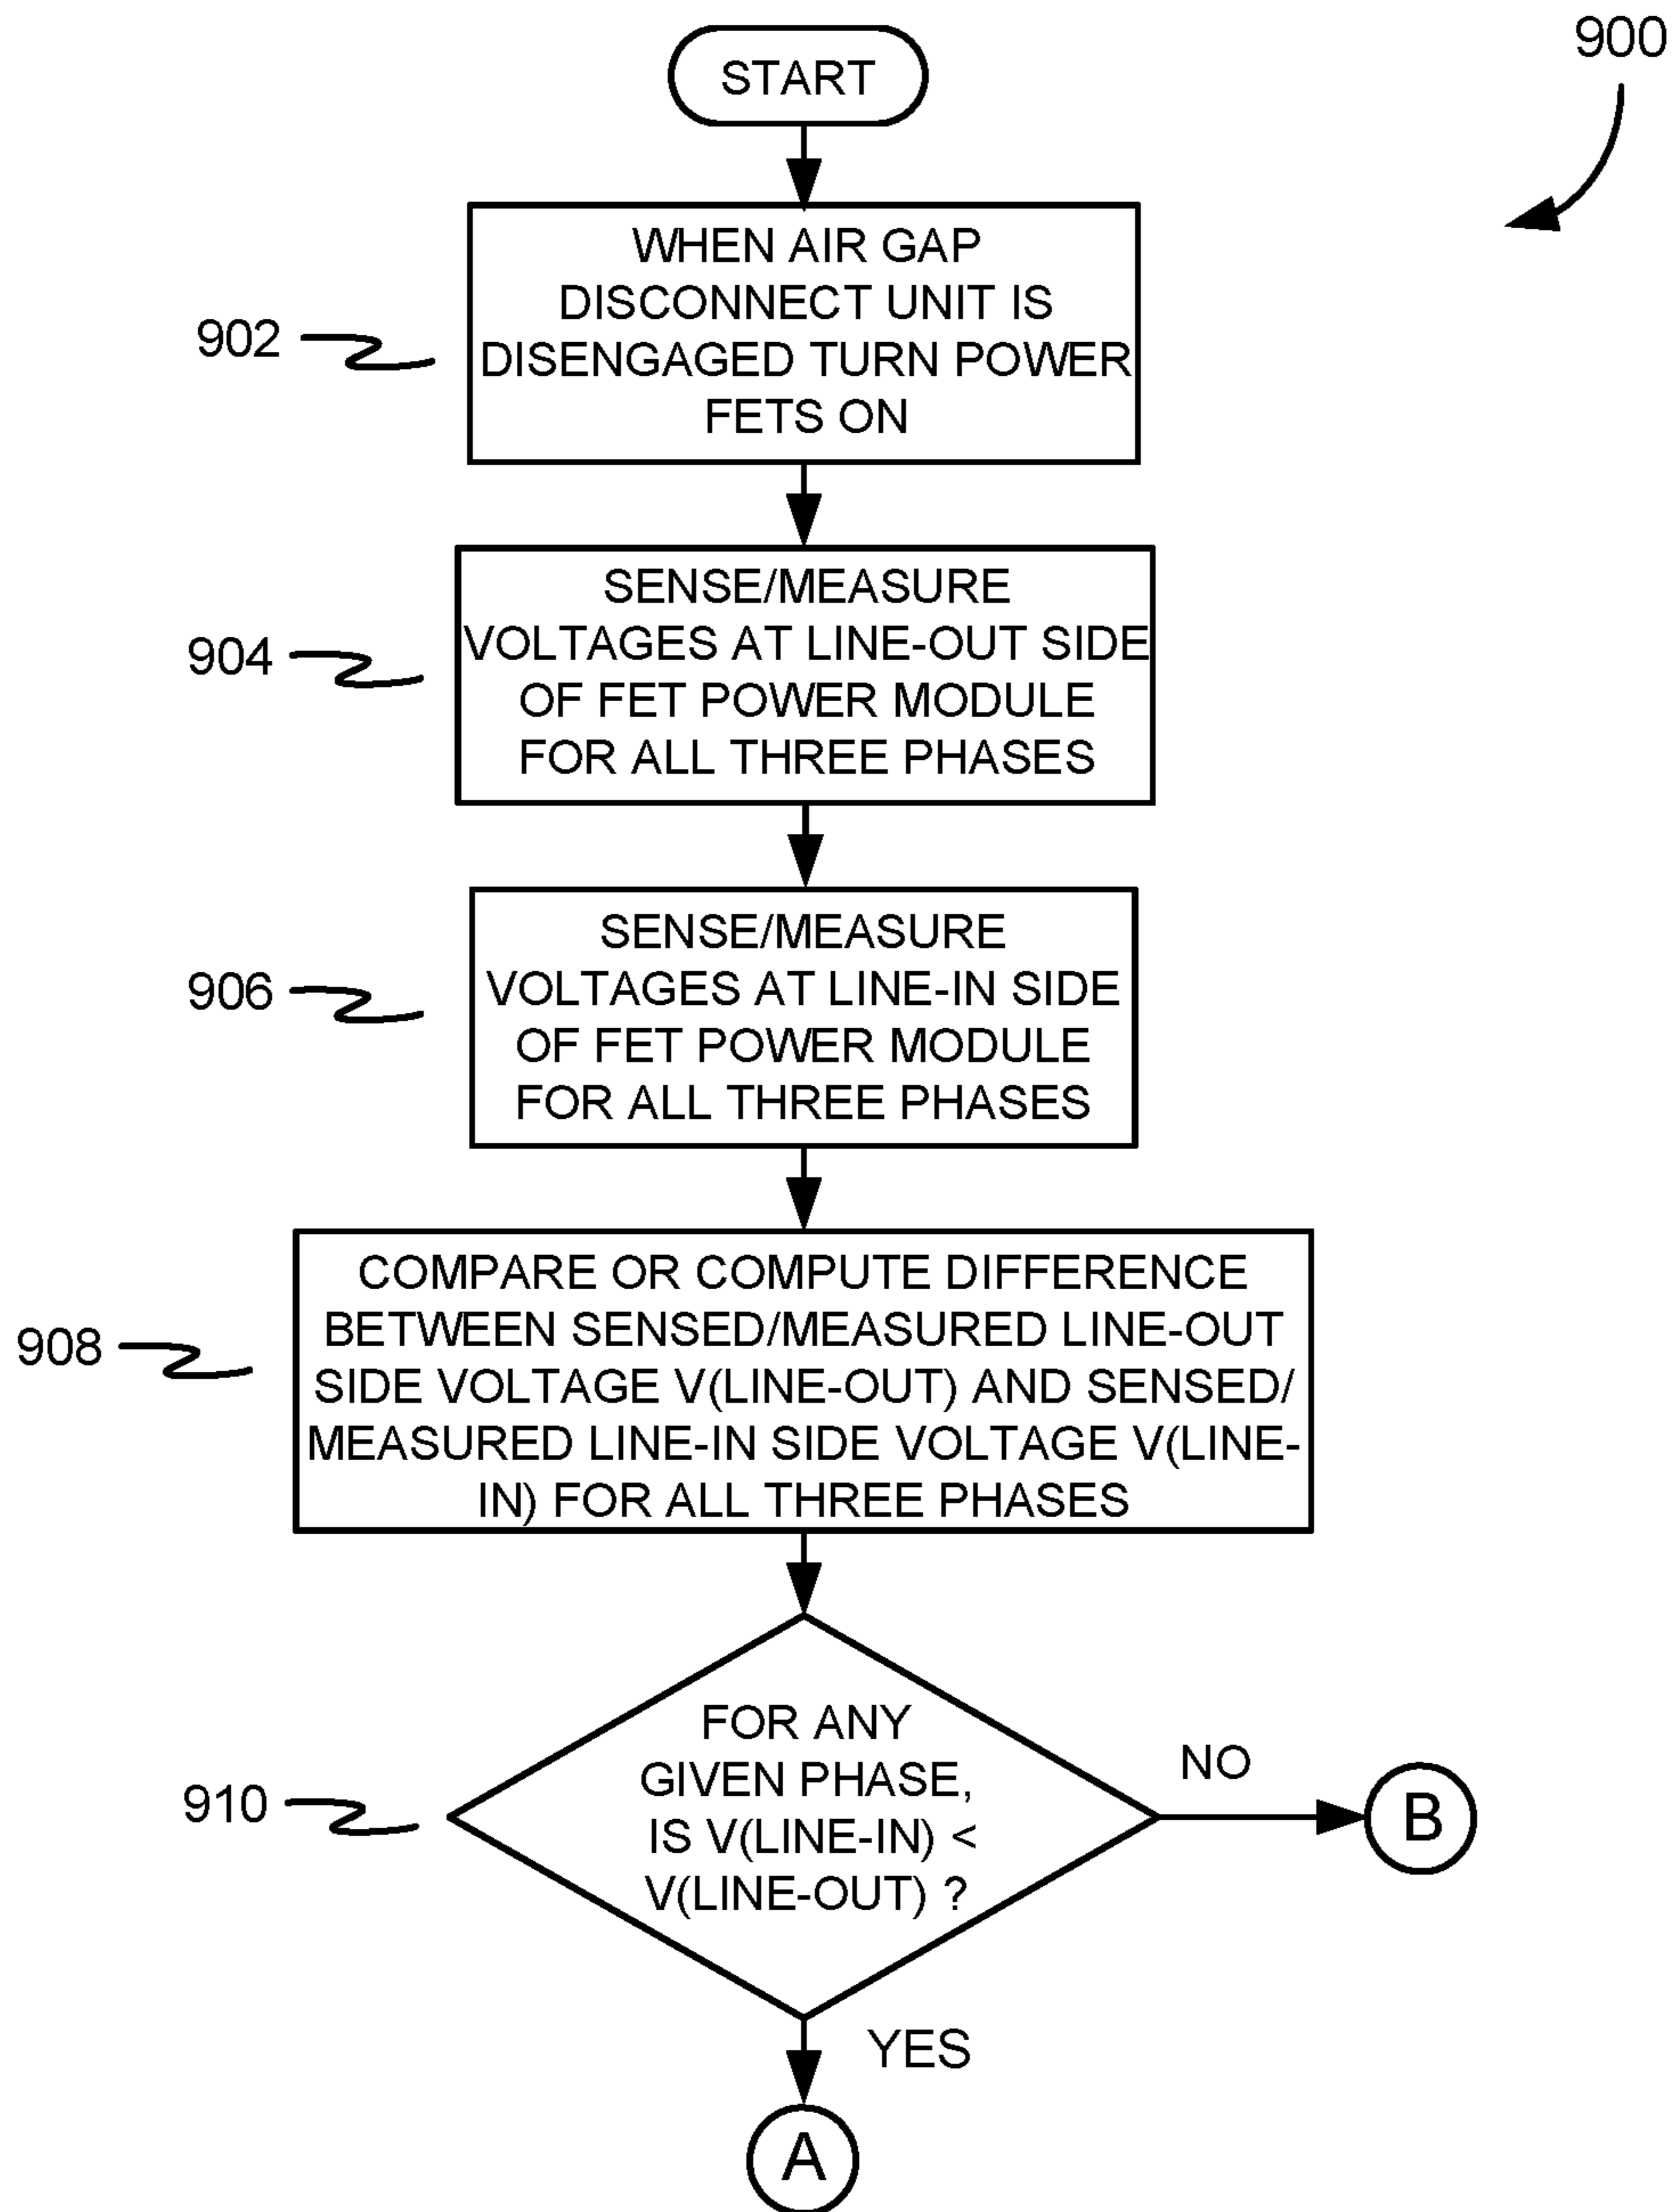 900
START
WHEN AIR GAP
DISCONNECT UNIT IS
DISENGAGED TURN POWER
FETS ON
902
SENSE/MEASURE
VOLTAGES AT LINE-OUT SIDE
OF FET POWER MODULE
FOR ALL THREE PHASES
904
SENSE/MEASURE
VOLTAGES AT LINE-IN SIDE
OF FET POWER MODULE
FOR ALL THREE PHASES
906
COMPARE OR COMPUTE DIFFERENCE
BETWEEN SENSED/MEASURED LINE-OUT
SIDE VOLTAGE V(LINE-OUT) AND SENSED/
MEASURED LINE-IN SIDE VOLTAGE V(LINE-
IN) FOR ALL THREE PHASES
908
FOR ANY
GIVEN PHASE,
IS V(LINE-IN) <
V(LINE-OUT) ?
910
NO
B
YES
A